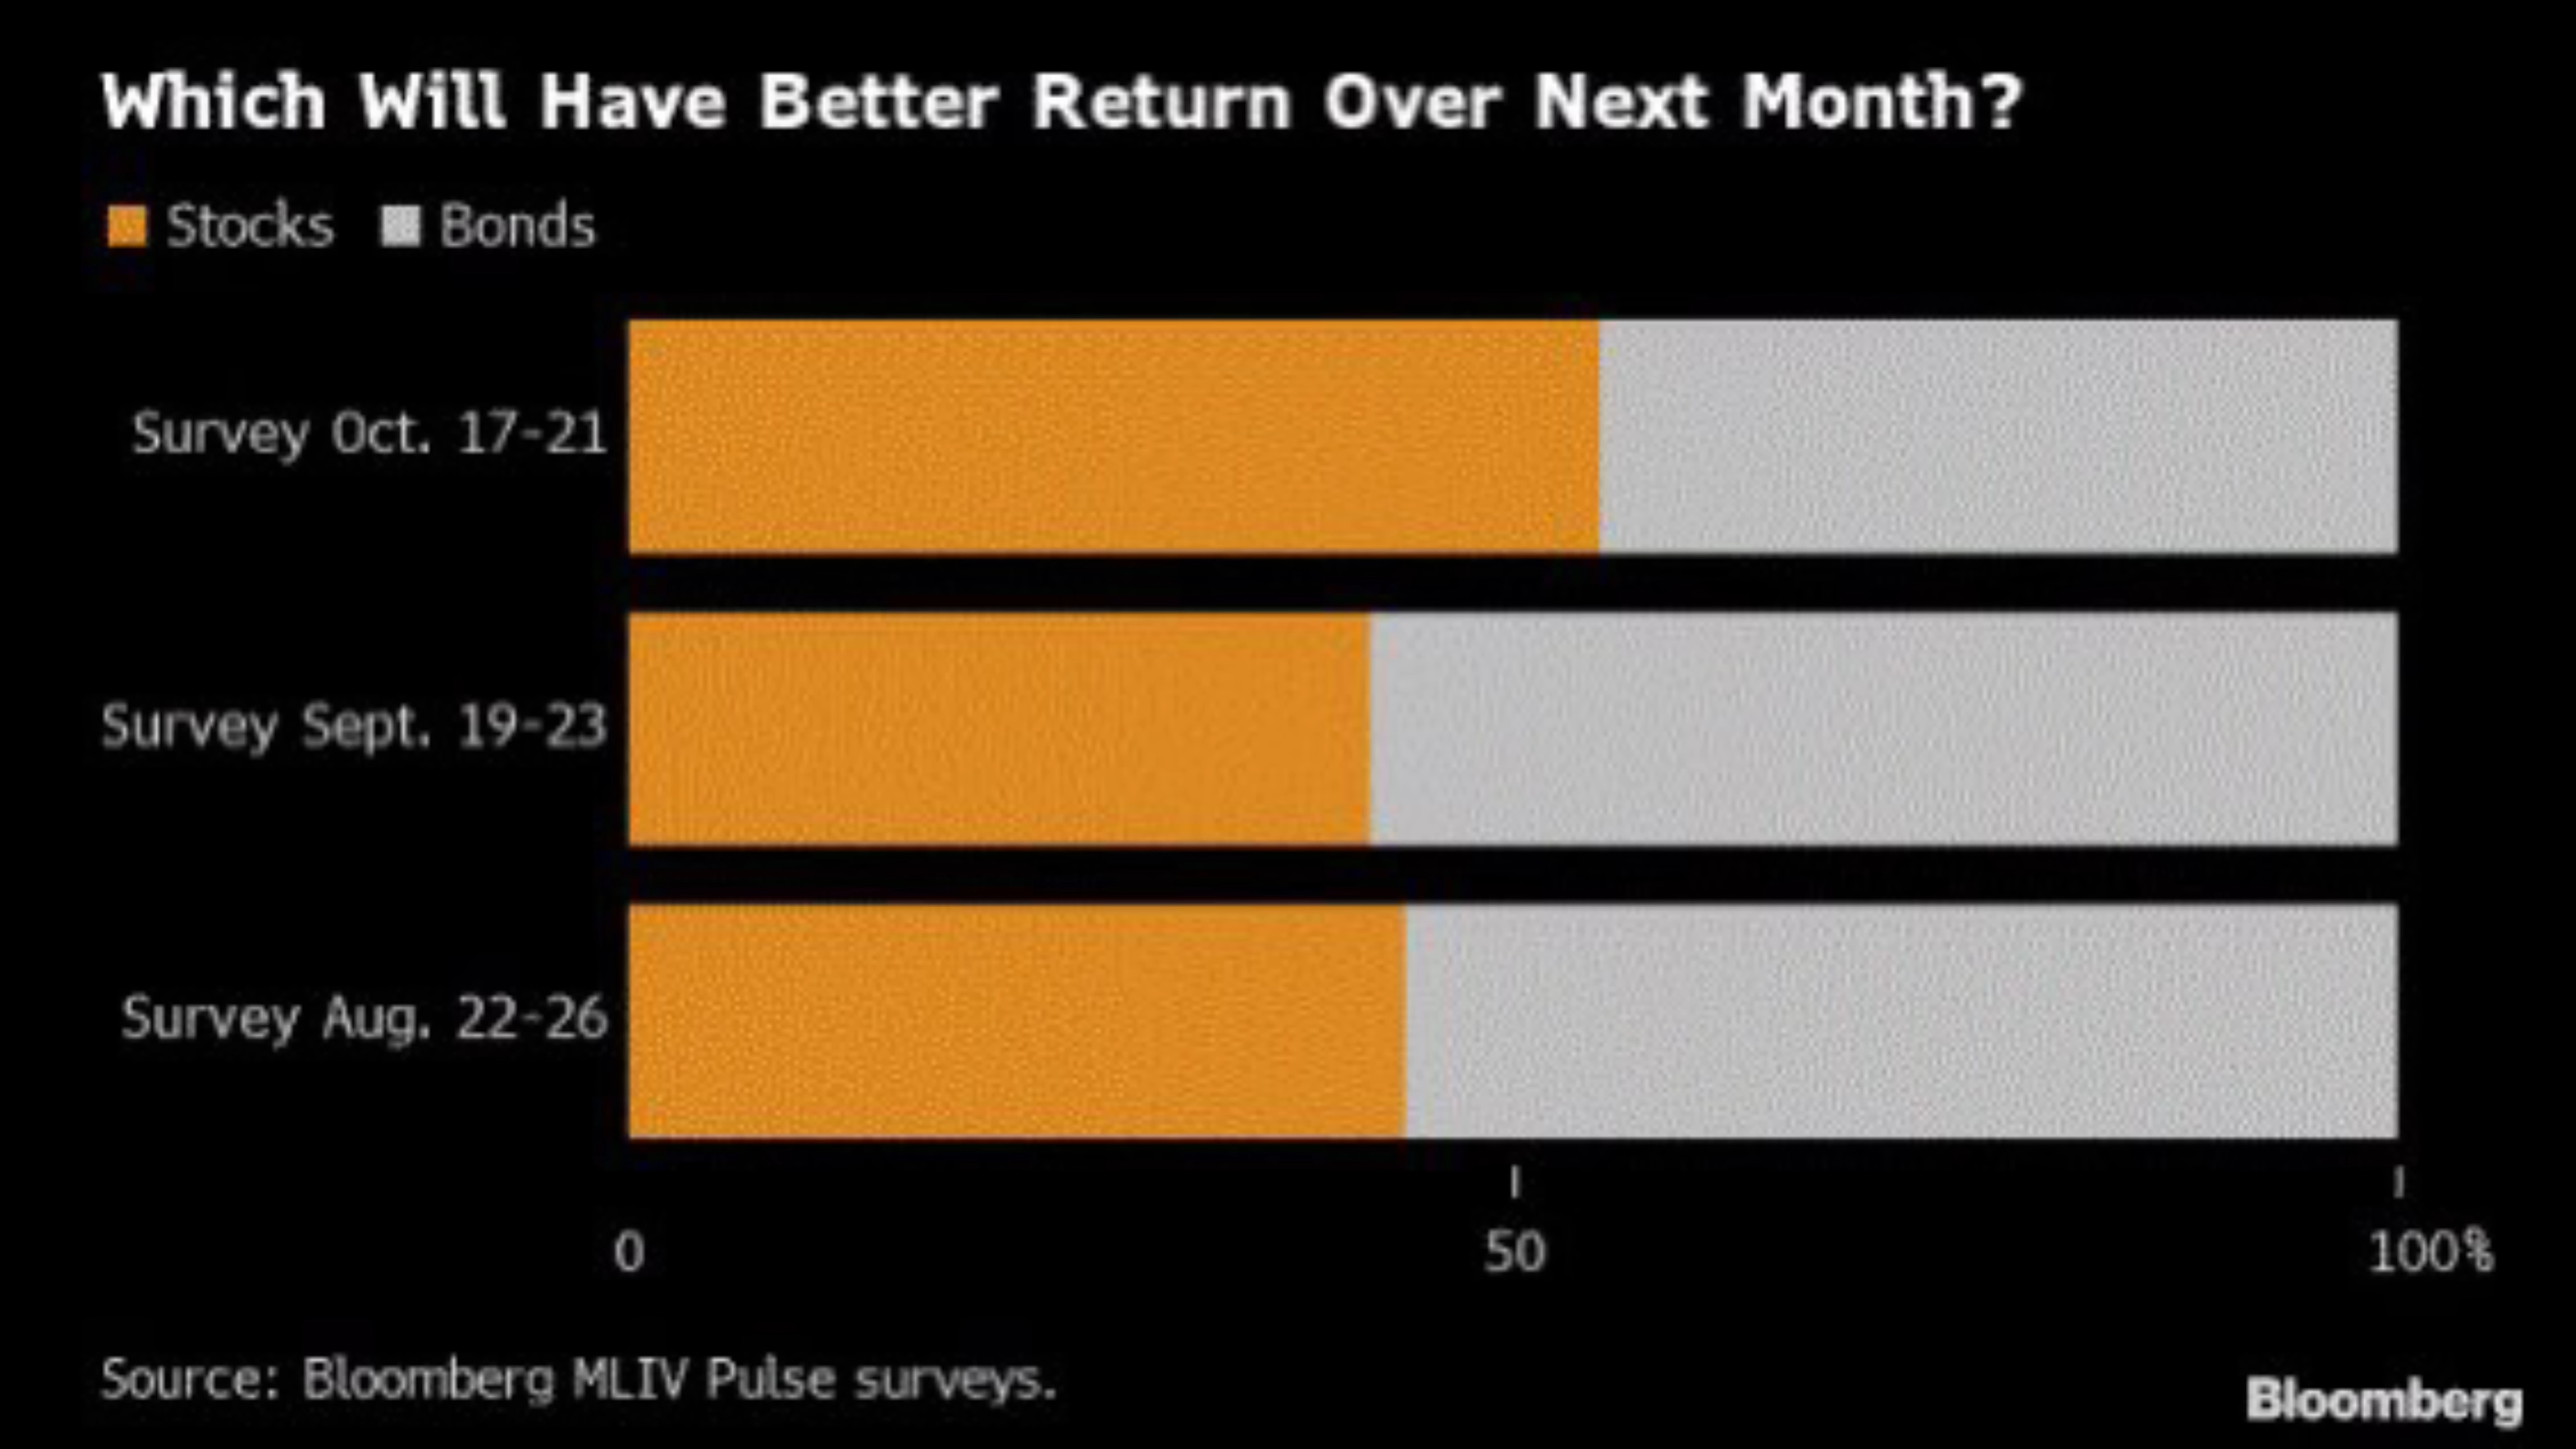 Which Will Have Better Return Over Next Month?
Stocks Bonds
Survey Oct. 17-21
Survey Sept. 19-23
Survey Aug. 22-26
0 50 100%
Source: Bloomberg MLIV Pulse surveys.
Bloomberg